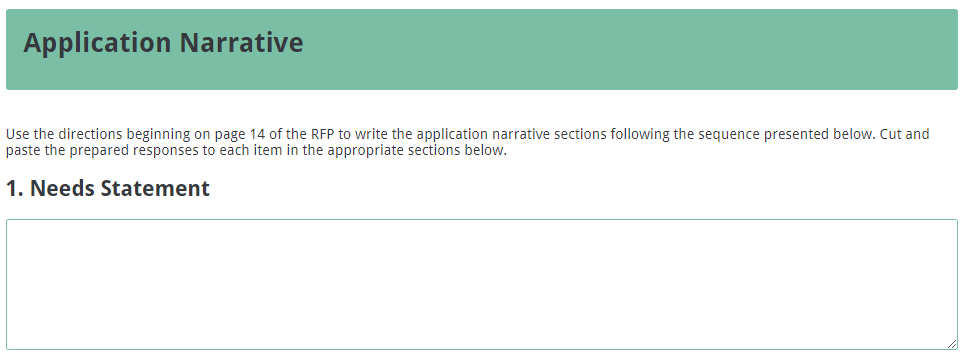 Application Narrative
Use the directions beginning on page 14 of the RFP to write the application narrative sections following the sequence presented below. Cut and
paste the prepared responses to each item in the appropriate sections below.
1. Needs Statement